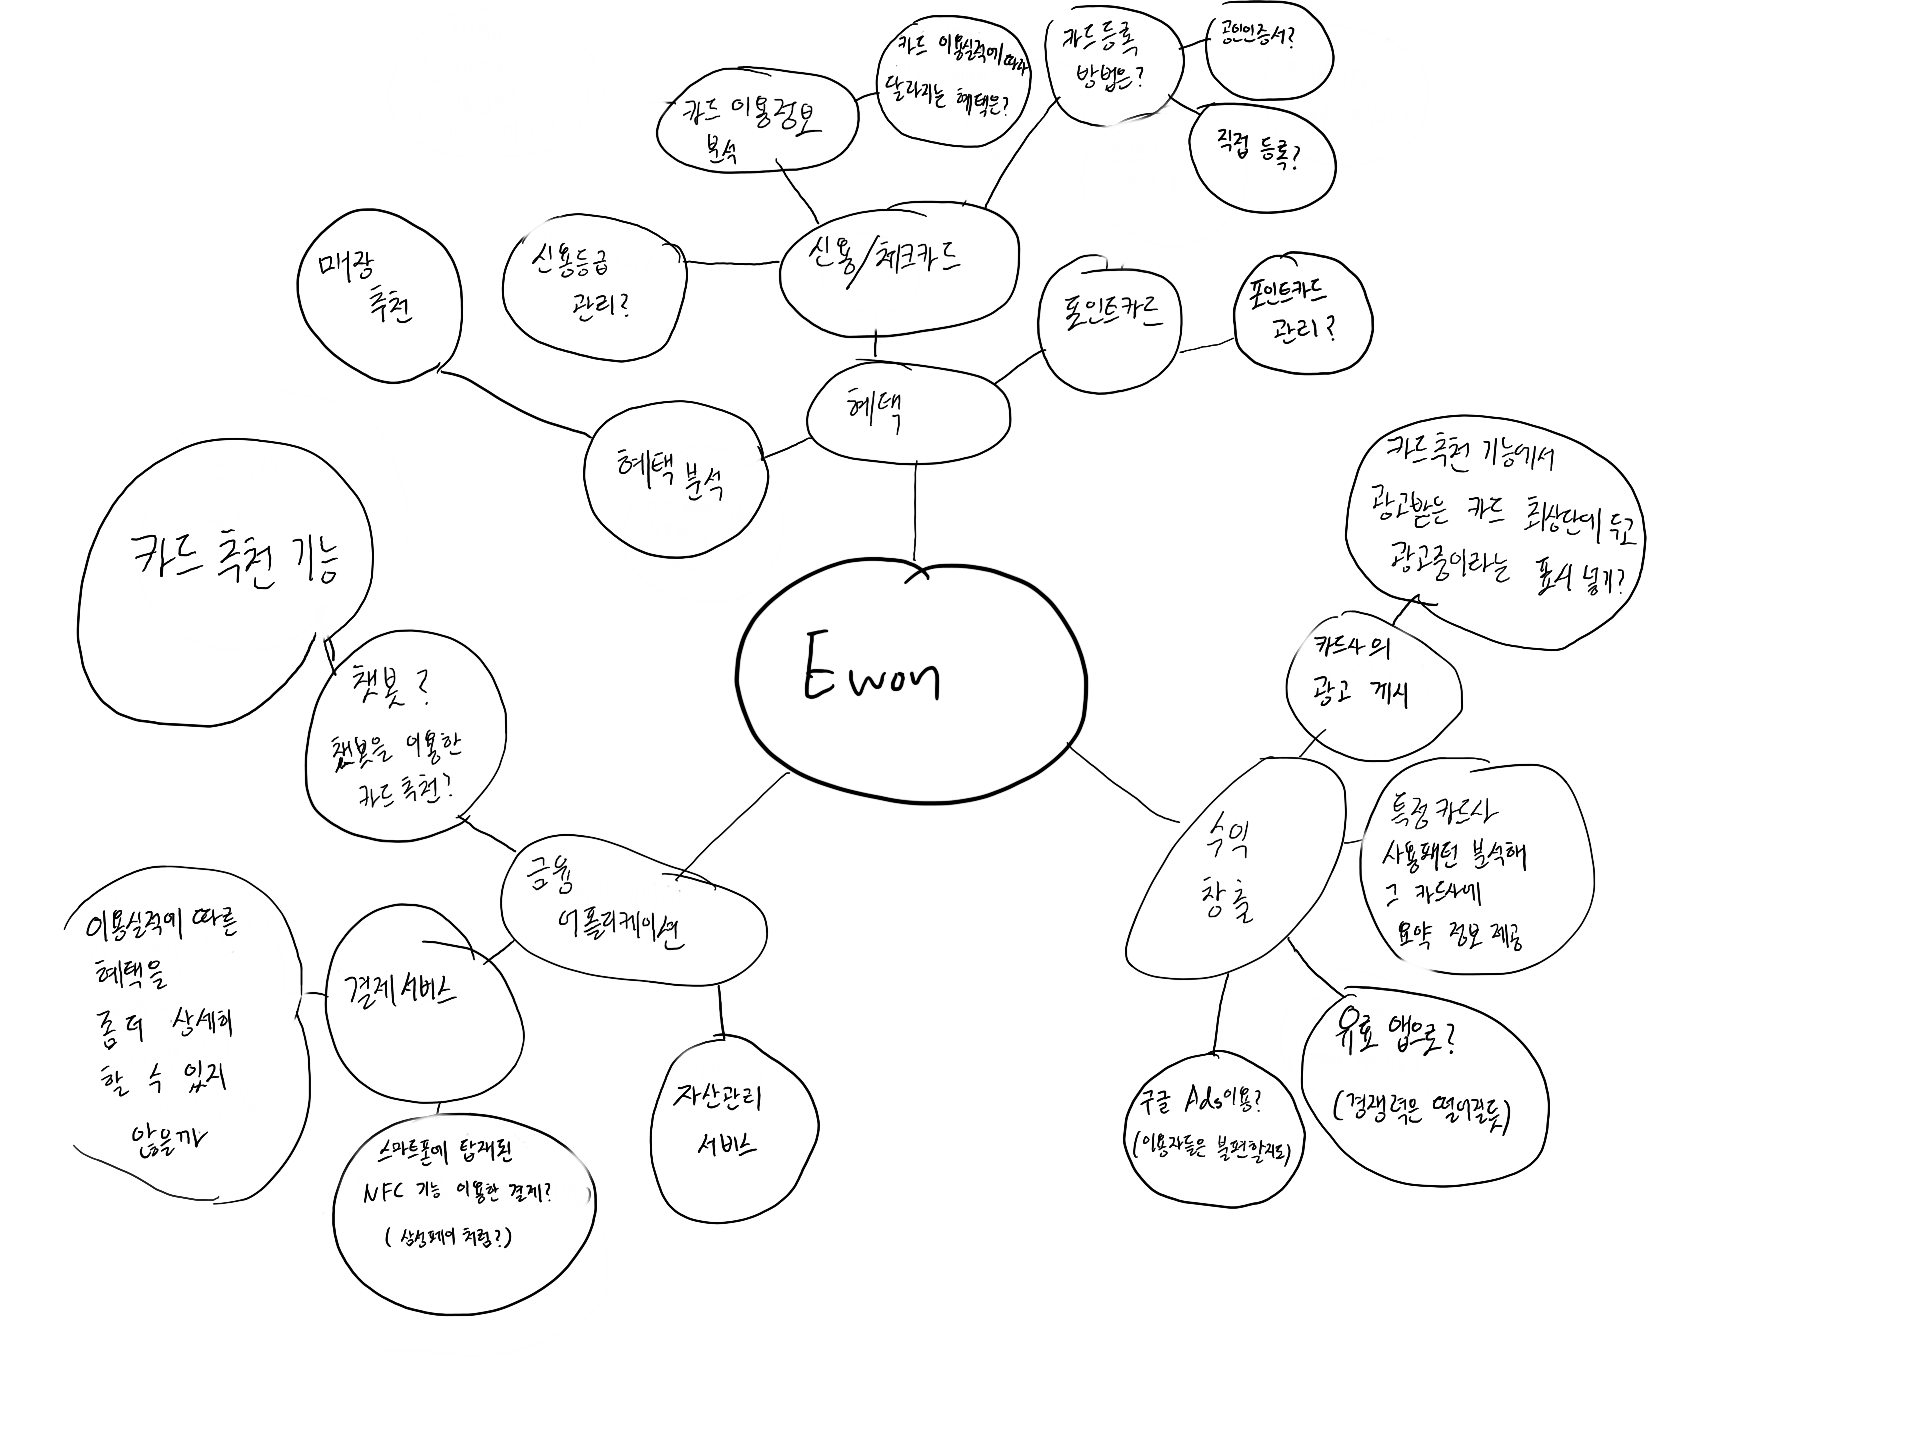 카드 이용실적에 따라
달라지는 혜택은?
카드등록
방법은?
공인인증서?
직접 등록?
카드 이용정보
분석
신용/체크카드
신용등급
관리?
매장
추천
포인트카드
포인트카드
관리?
혜택
혜택 분석
카드 추천 기능
카드추천 기능에서
광고받은 카드 최상단에 두고
광고중이라는 표시 넣기?
Ewon
카드사의
광고 게시
챗봇?
챗봇을 이용한
카드 추천?
수익
창출
특정 카드사
사용패턴 분석해
그 카드사에
요약 정보 제공
금융
어플리케이션
이용실적에 따른
혜택을
좀 더 상세히
할 수 있지
않을까
결제서비스
자산관리
서비스
유료 앱으로?
(경쟁력은 떨어질듯)
구글 Ads이용?
(이용자들은 불편할지도)
스마트폰에 탑재된
NFC 기능 이용한 결제?
(삼성페이 처럼?)